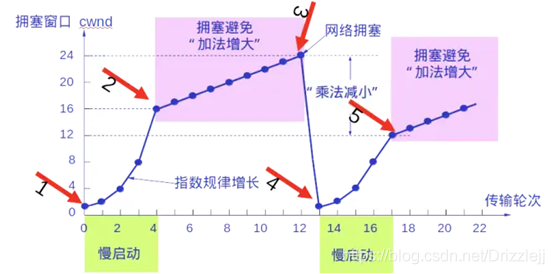 拥塞窗口 cwnd
拥塞避免
“加法增大”
3
网络拥塞
拥塞避免
“加法增大”
24
20
16
12
8
4
0
2
“乘法减小”
5
1
指数规律增长
4
传输轮次
0 2 4 6 8 10 12 13 14 16 18 20 22
慢启动
慢启动
https://blog.csdn.net/Drizzlejj